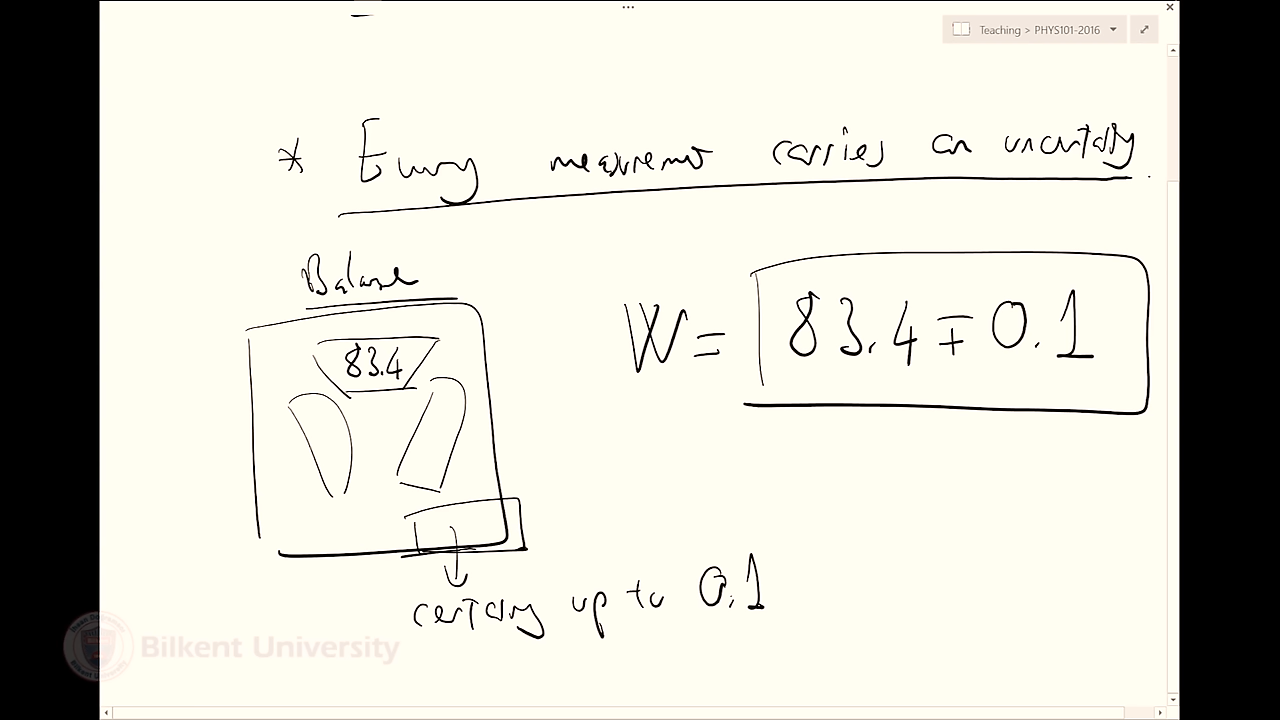 Teaching > PHYS101-2016
* Every measurement carries an uncertainty.
Balance
83.4
W = 83.4 ∓ 0.1
certainty up to 0.1
Bilkent University